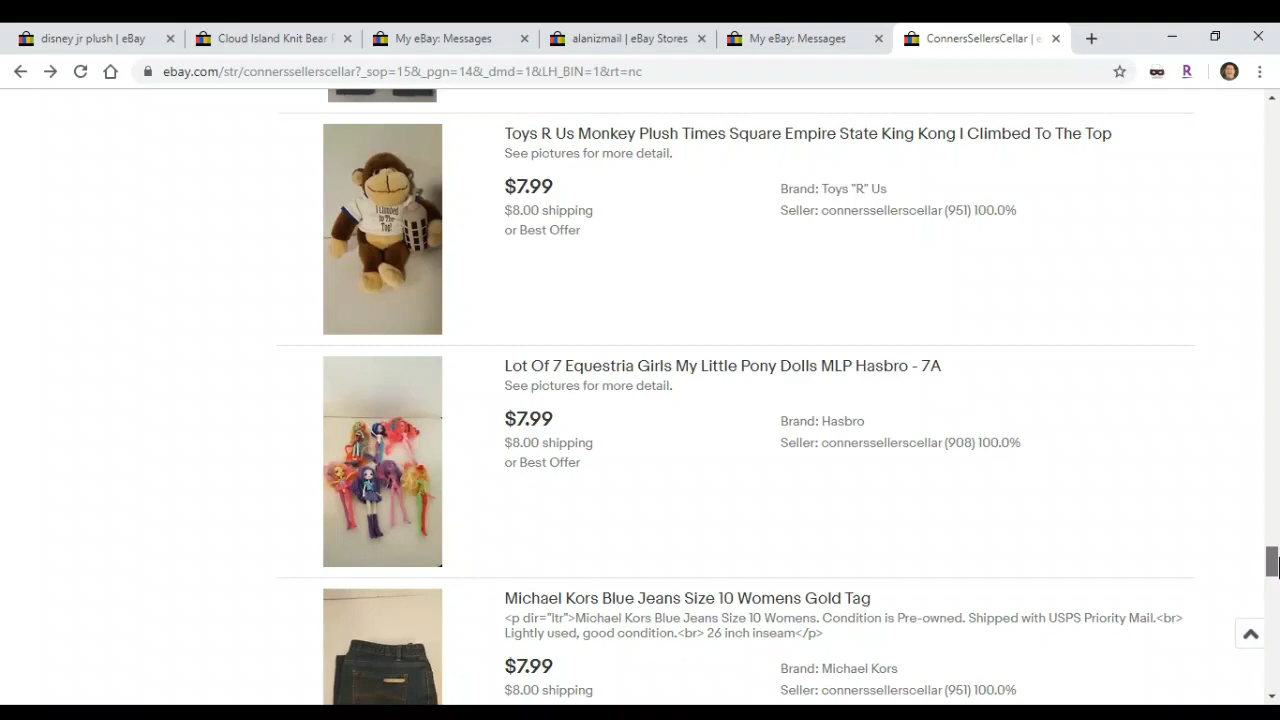 disney jr plush | eBay
Cloud Island Knit Bear
My eBay: Messages
alanizmail | eBay Stores
My eBay: Messages
ConnersSellersCellar | e
ebay.com/str/connerssellerscellar?_sop=15&_pgn=14&_dmd=1&LH_BIN=1&rt=nc
R
Toys R Us Monkey Plush Times Square Empire State King Kong I Climbed To The Top
See pictures for more detail.
$7.99
Brand: Toys "R" Us
$8.00 shipping
Seller: connerssellerscellar (951) 100.0%
or Best Offer
I Climbed
To The
Top!
Lot Of 7 Equestria Girls My Little Pony Dolls MLP Hasbro - 7A
See pictures for more detail.
$7.99
Brand: Hasbro
$8.00 shipping
Seller: connerssellerscellar (908) 100.0%
or Best Offer
Michael Kors Blue Jeans Size 10 Womens Gold Tag
<p dir="ltr">Michael Kors Blue Jeans Size 10 Womens. Condition is Pre-owned. Shipped with USPS Priority Mail.<br>
Lightly used, good condition.<br> 26 inch inseam</p>
$7.99
Brand: Michael Kors
$8.00 shipping
Seller: connerssellerscellar (951) 100.0%